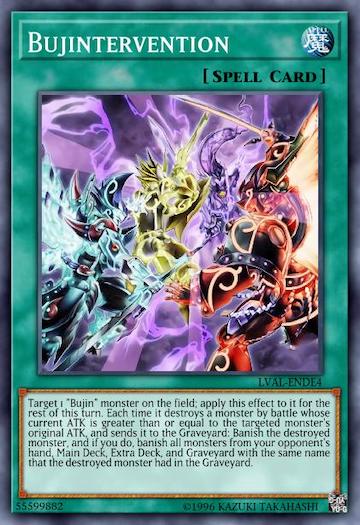 Bujintervention
魔
[ Spell Card ]
LVAL-ENDE4
Target 1 "Bujin" monster on the field; apply this effect to it for the
rest of this turn. Each time it destroys a monster by battle whose
current ATK is greater than or equal to the targeted monster's
original ATK, and sends it to the Graveyard: Banish the destroyed
monster, and if you do, banish all monsters from your opponent's
hand, Main Deck, Extra Deck, and Graveyard with the same name
that the destroyed monster had in the Graveyard.
55599882
©1996 KAZUKI TAKAHASHI